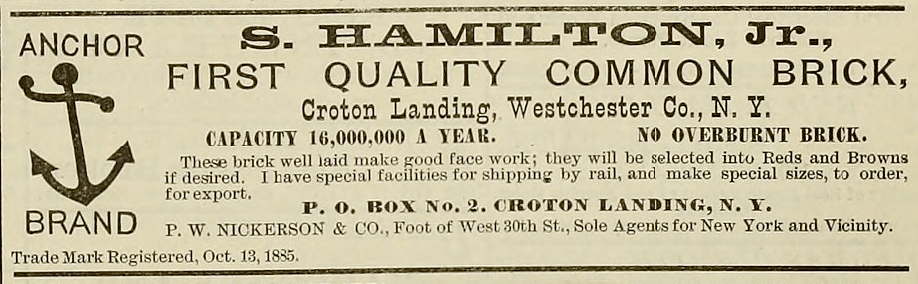 ANCHOR
BRAND
S. HAMILTON, Jr.,
FIRST QUALITY COMMON BRICK,
Croton Landing, Westchester Co., N. Y.
CAPACITY 16,000,000 A YEAR. NO OVERBURNT BRICK.
These brick well laid make good face work; they will be selected into Reds and Browns
if desired. I have special facilities for shipping by rail, and make special sizes, to order,
for export.
P. O. BOX No. 2. CROTON LANDING, N. Y.
P. W. NICKERSON & CO., Foot of West 30th St., Sole Agents for New York and Vicinity.
Trade Mark Registered, Oct. 13, 1885.